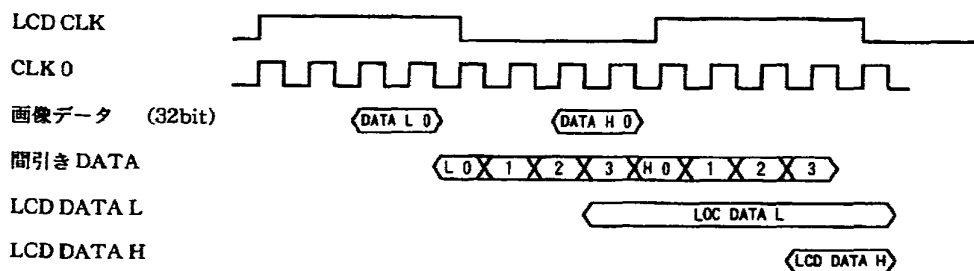 LCD CLK
CLK 0
画像データ (32bit) DATA L 0 DATA H 0
間引き DATA L 0 1 2 3 H 0 1 2 3
LCD DATA L LOC DATA L
LCD DATA H LCD DATA H